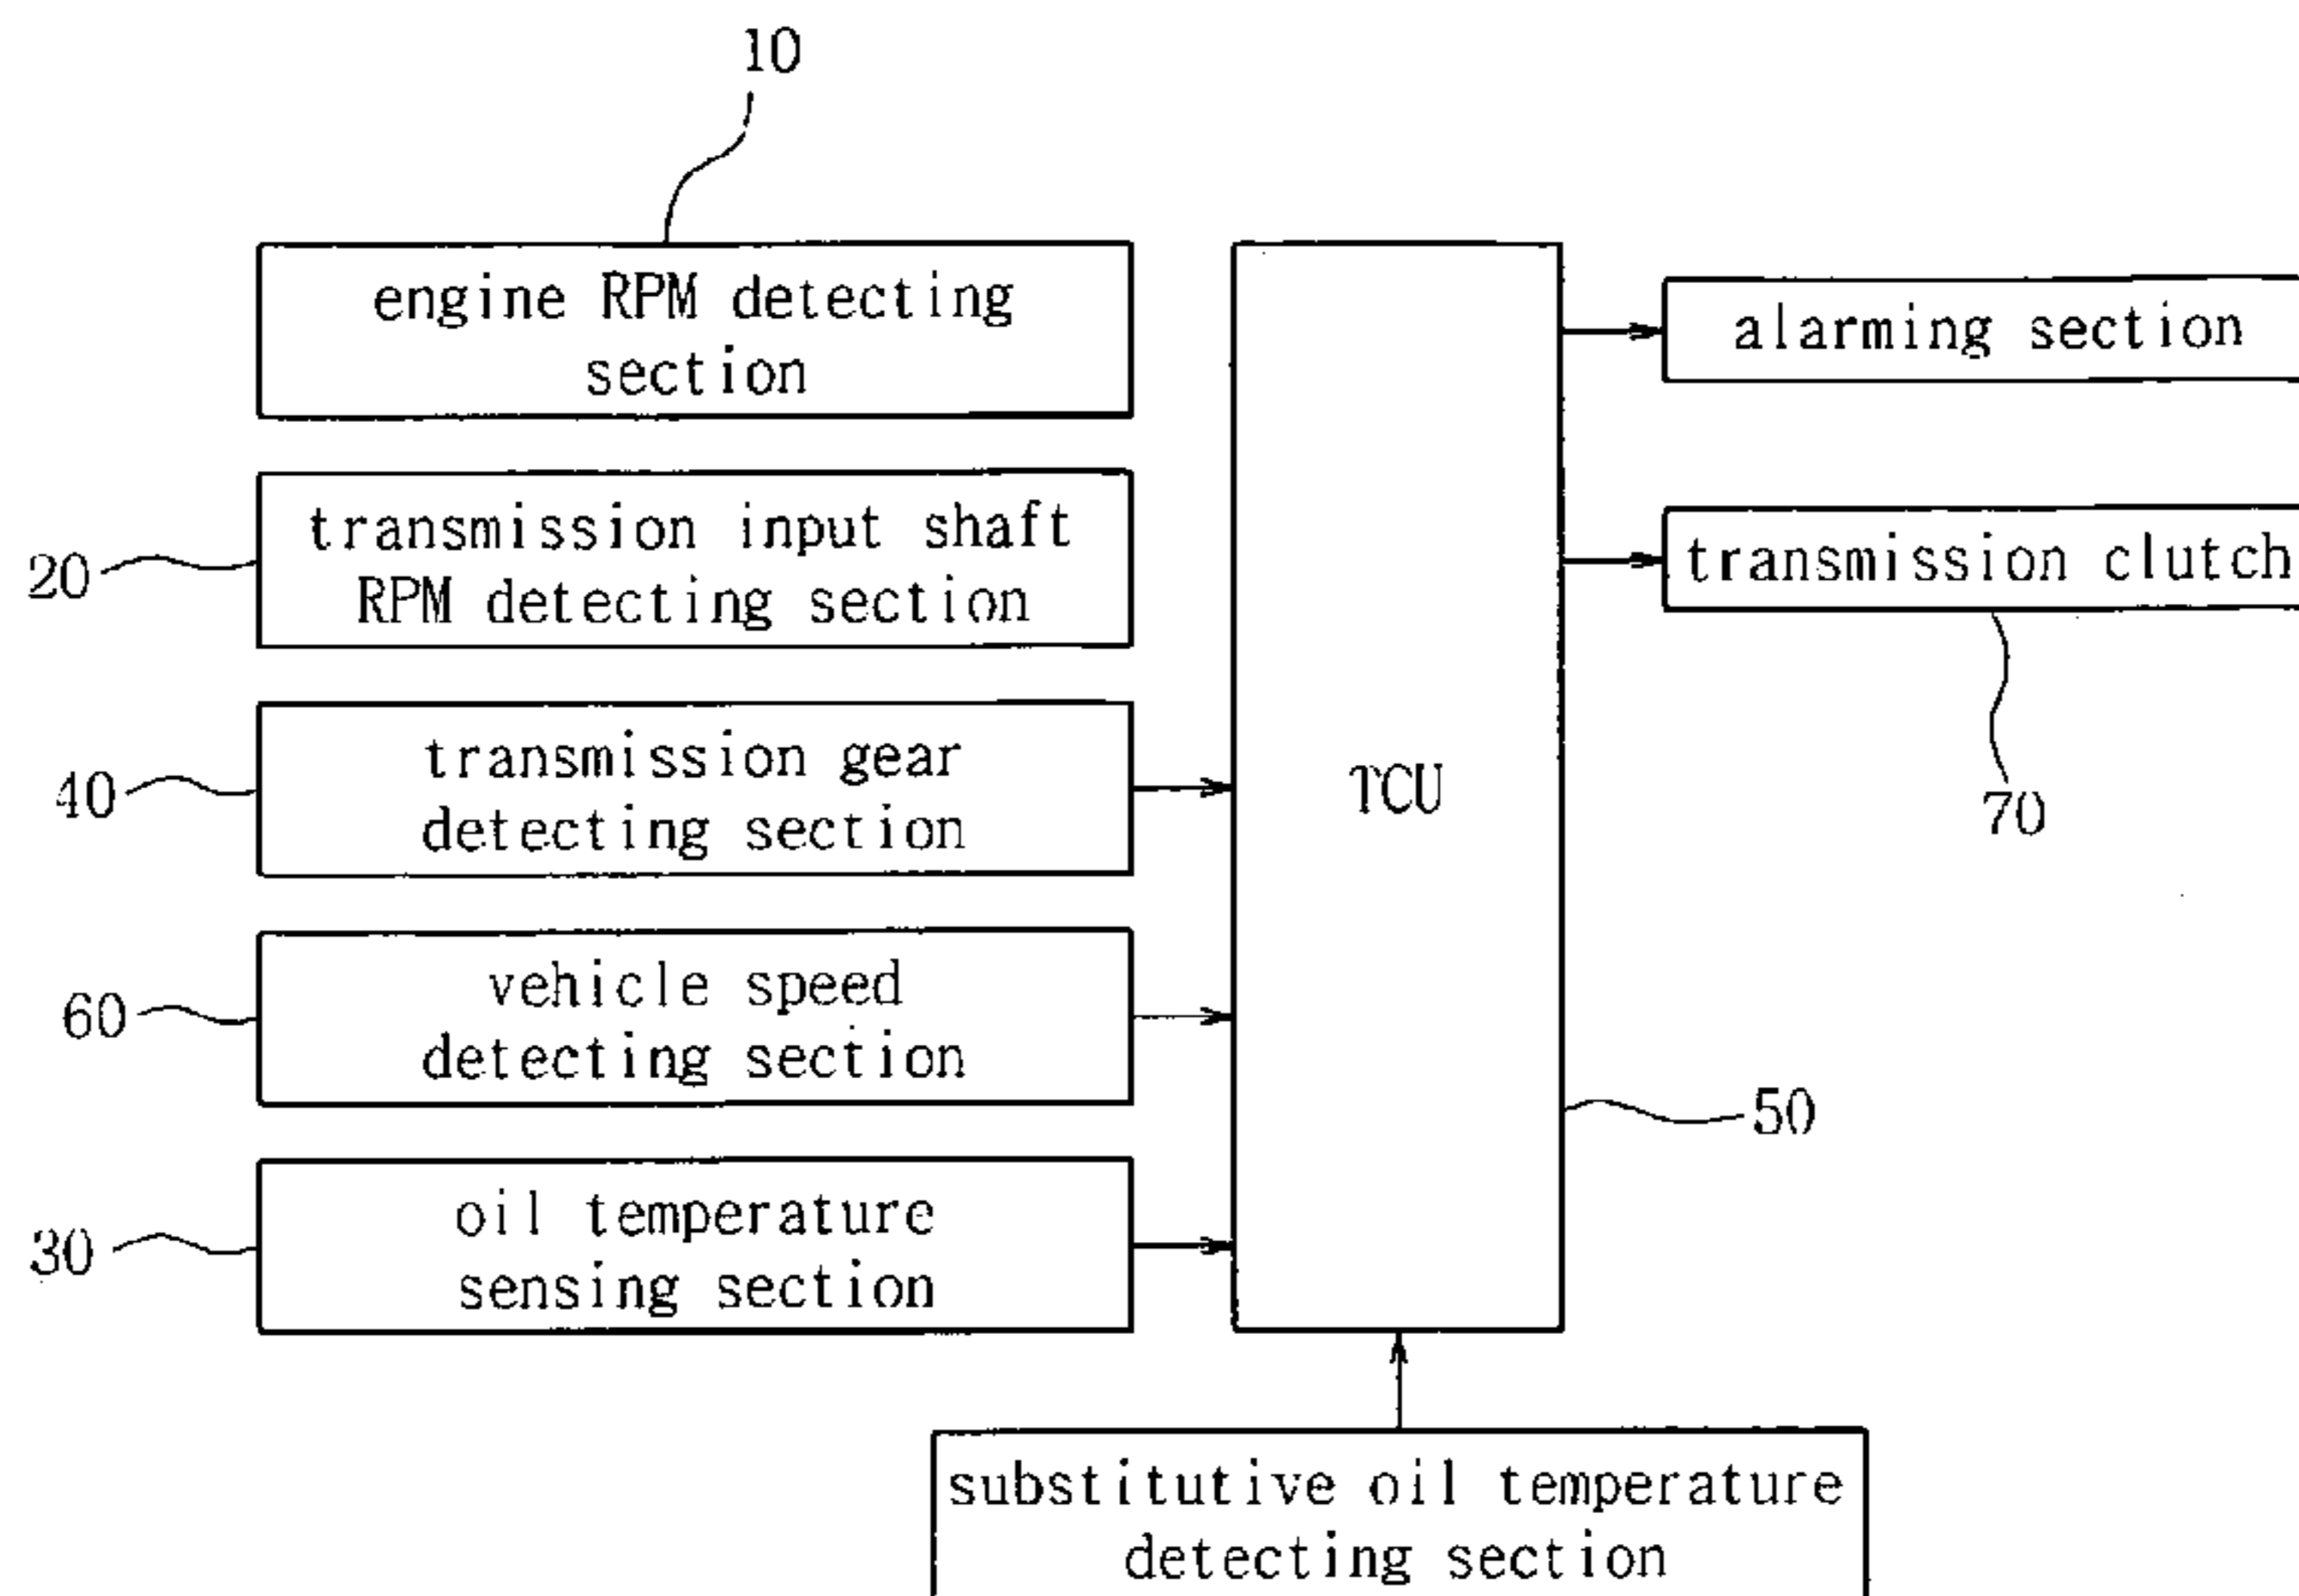 10
engine RPM detecting
section
alarming section
20
transmission input shaft
RPM detecting section
transmission clutch
70
40
transmission gear
detecting section
TCU
60
vehicle speed
detecting section
50
30
oil temperature
sensing section
substitutive oil temperature
detecting section